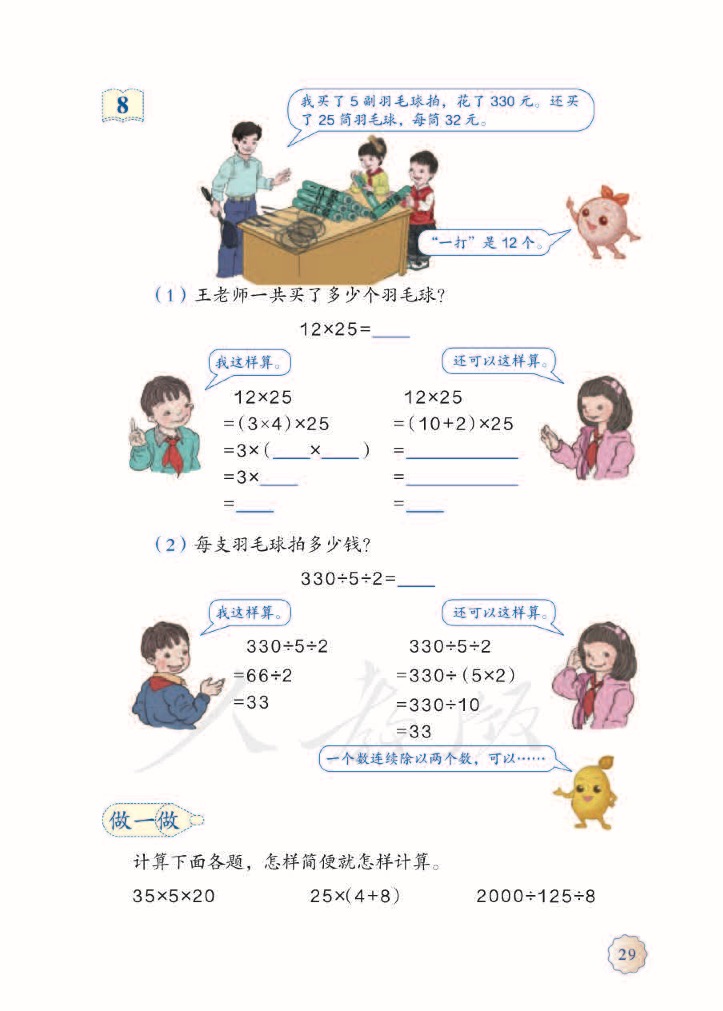 8
我买了 5 副羽毛球拍，花了 330 元。还买
了 25 筒羽毛球，每筒 32 元。
“一打”是 12 个。
（1）王老师一共买了多少个羽毛球？
12×25=____
我这样算。
还可以这样算。
12×25
=(3×4)×25
=3×(____×____)
=3×____
=____
12×25
=(10+2)×25
=____
=____
=____
（2）每支羽毛球拍多少钱？
330÷5÷2=____
我这样算。
还可以这样算。
330÷5÷2
=66÷2
=33
330÷5÷2
=330÷(5×2)
=330÷10
=33
人教版
一个数连续除以两个数，可以……
做一做
计算下面各题，怎样简便就怎样计算。
35×5×20 25×(4+8) 2000÷125÷8
29